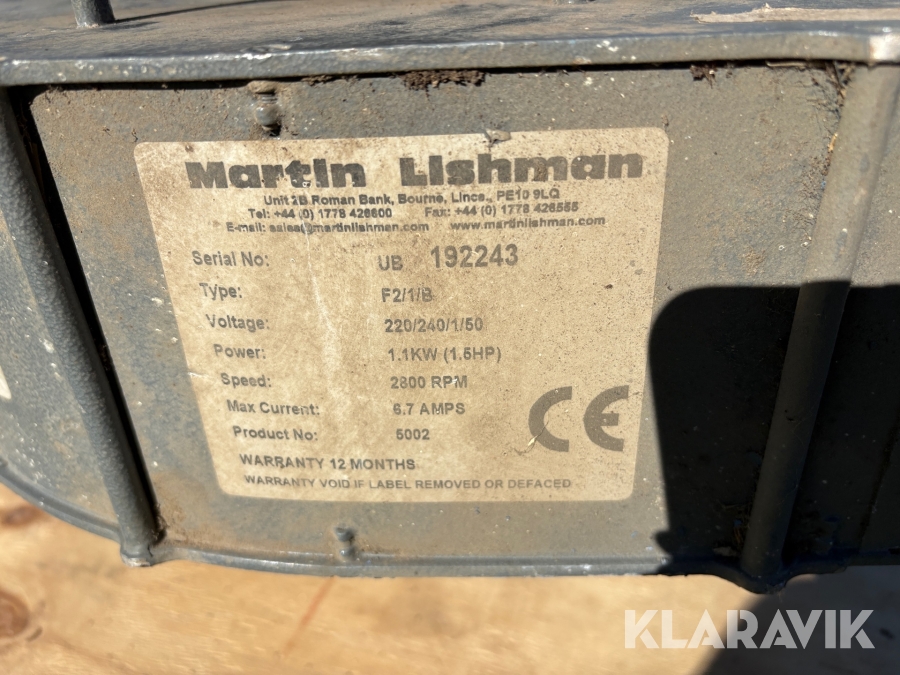 Martin Lishman
Unit 2B Roman Bank, Bourne, Lincs., PE10 9LQ
Tel: +44 (0) 1778 426600 Fax: +44 (0) 1778 426555
E-mail: sales@martinlishman.com www.martinlishman.com
Serial No: UB 192243
Type: F2/1/B
Voltage: 220/240/1/50
Power: 1.1KW (1.5HP)
Speed: 2800 RPM
Max Current: 6.7 AMPS
Product No: 5002
CE
WARRANTY 12 MONTHS
WARRANTY VOID IF LABEL REMOVED OR DEFACED
KLARAVIK